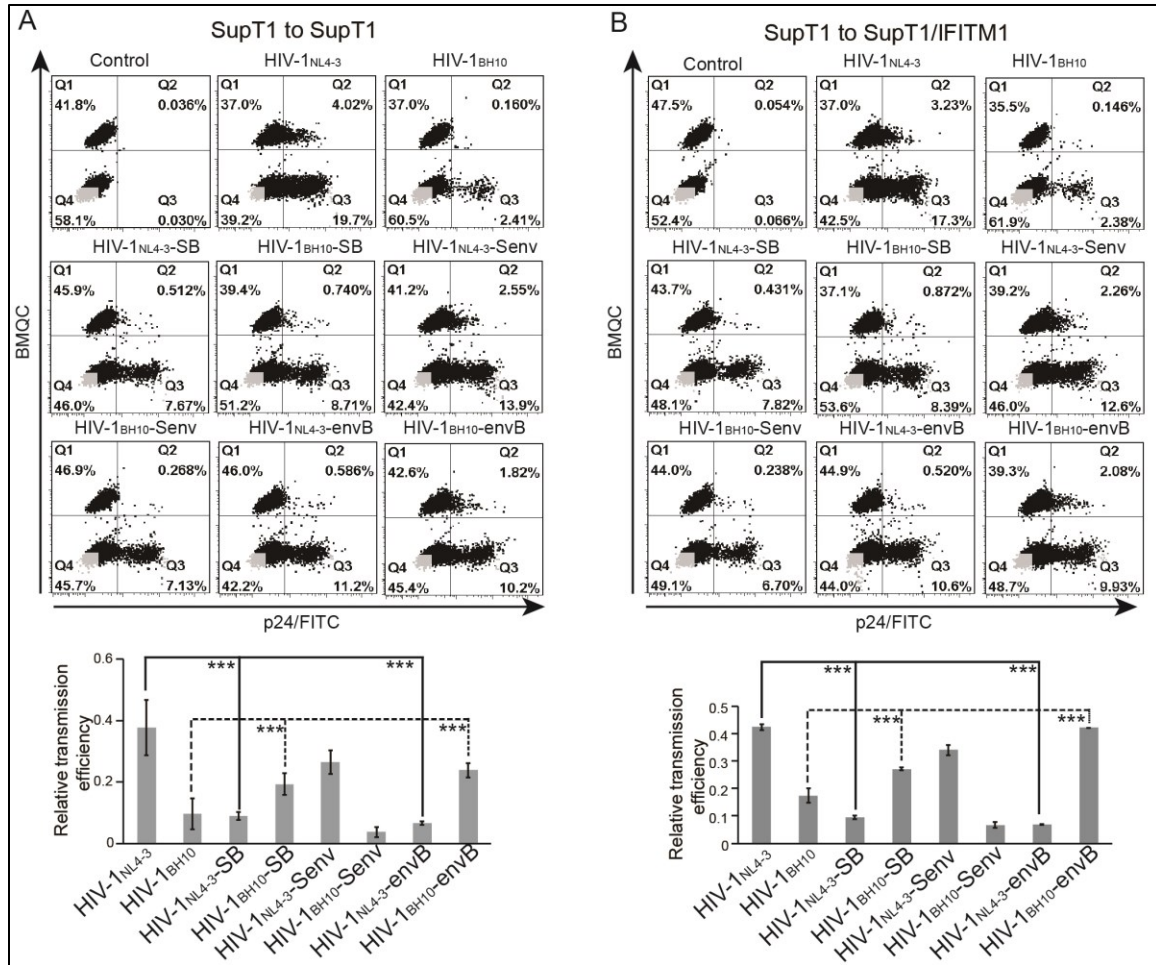 A
SupT1 to SupT1
Control
HIV-1NL4-3
HIV-1BH10
Q1 Q2 Q1 Q2 Q1 Q2
41.8% 0.036% 37.0% 4.02% 37.0% 0.160%
Q4 Q3 Q4 Q3 Q4 Q3
58.1% 0.030% 39.2% 19.7% 60.5% 2.41%
HIV-1NL4-3-SB HIV-1BH10-SB HIV-1NL4-3-Senv
Q1 Q2 Q1 Q2 Q1 Q2
45.9% 0.512% 39.4% 0.740% 41.2% 2.55%
Q4 Q3 Q4 Q3 Q4 Q3
46.0% 7.67% 51.2% 8.71% 42.4% 13.9%
HIV-1BH10-Senv HIV-1NL4-3-envB HIV-1BH10-envB
Q1 Q2 Q1 Q2 Q1 Q2
46.9% 0.268% 46.0% 0.586% 42.6% 1.82%
Q4 Q3 Q4 Q3 Q4 Q3
45.7% 7.13% 42.2% 11.2% 45.4% 10.2%
BMQC
p24/FITC
Relative transmission
efficiency
0.6
0.4
0.2
0
***
***
***
***
HIV-1NL4-3
HIV-1BH10
HIV-1NL4-3-SB
HIV-1BH10-SB
HIV-1NL4-3-Senv
HIV-1BH10-Senv
HIV-1NL4-3-envB
HIV-1BH10-envB
B
SupT1 to SupT1/IFITM1
Control
HIV-1NL4-3
HIV-1BH10
Q1 Q2 Q1 Q2 Q1 Q2
47.5% 0.054% 37.0% 3.23% 35.5% 0.146%
Q4 Q3 Q4 Q3 Q4 Q3
52.4% 0.066% 42.5% 17.3% 61.9% 2.38%
HIV-1NL4-3-SB HIV-1BH10-SB HIV-1NL4-3-Senv
Q1 Q2 Q1 Q2 Q1 Q2
43.7% 0.431% 37.1% 0.872% 39.2% 2.26%
Q4 Q3 Q4 Q3 Q4 Q3
48.1% 7.82% 53.6% 8.39% 46.0% 12.6%
HIV-1BH10-Senv HIV-1NL4-3-envB HIV-1BH10-envB
Q1 Q2 Q1 Q2 Q1 Q2
44.0% 0.238% 44.9% 0.520% 39.3% 2.08%
Q4 Q3 Q4 Q3 Q4 Q3
49.1% 6.70% 44.0% 10.6% 48.7% 9.93%
BMQC
p24/FITC
Relative transmission
efficiency
0.5
0.4
0.3
0.2
0.1
0
***
***
***
***
HIV-1NL4-3
HIV-1BH10
HIV-1NL4-3-SB
HIV-1BH10-SB
HIV-1NL4-3-Senv
HIV-1BH10-Senv
HIV-1NL4-3-envB
HIV-1BH10-envB